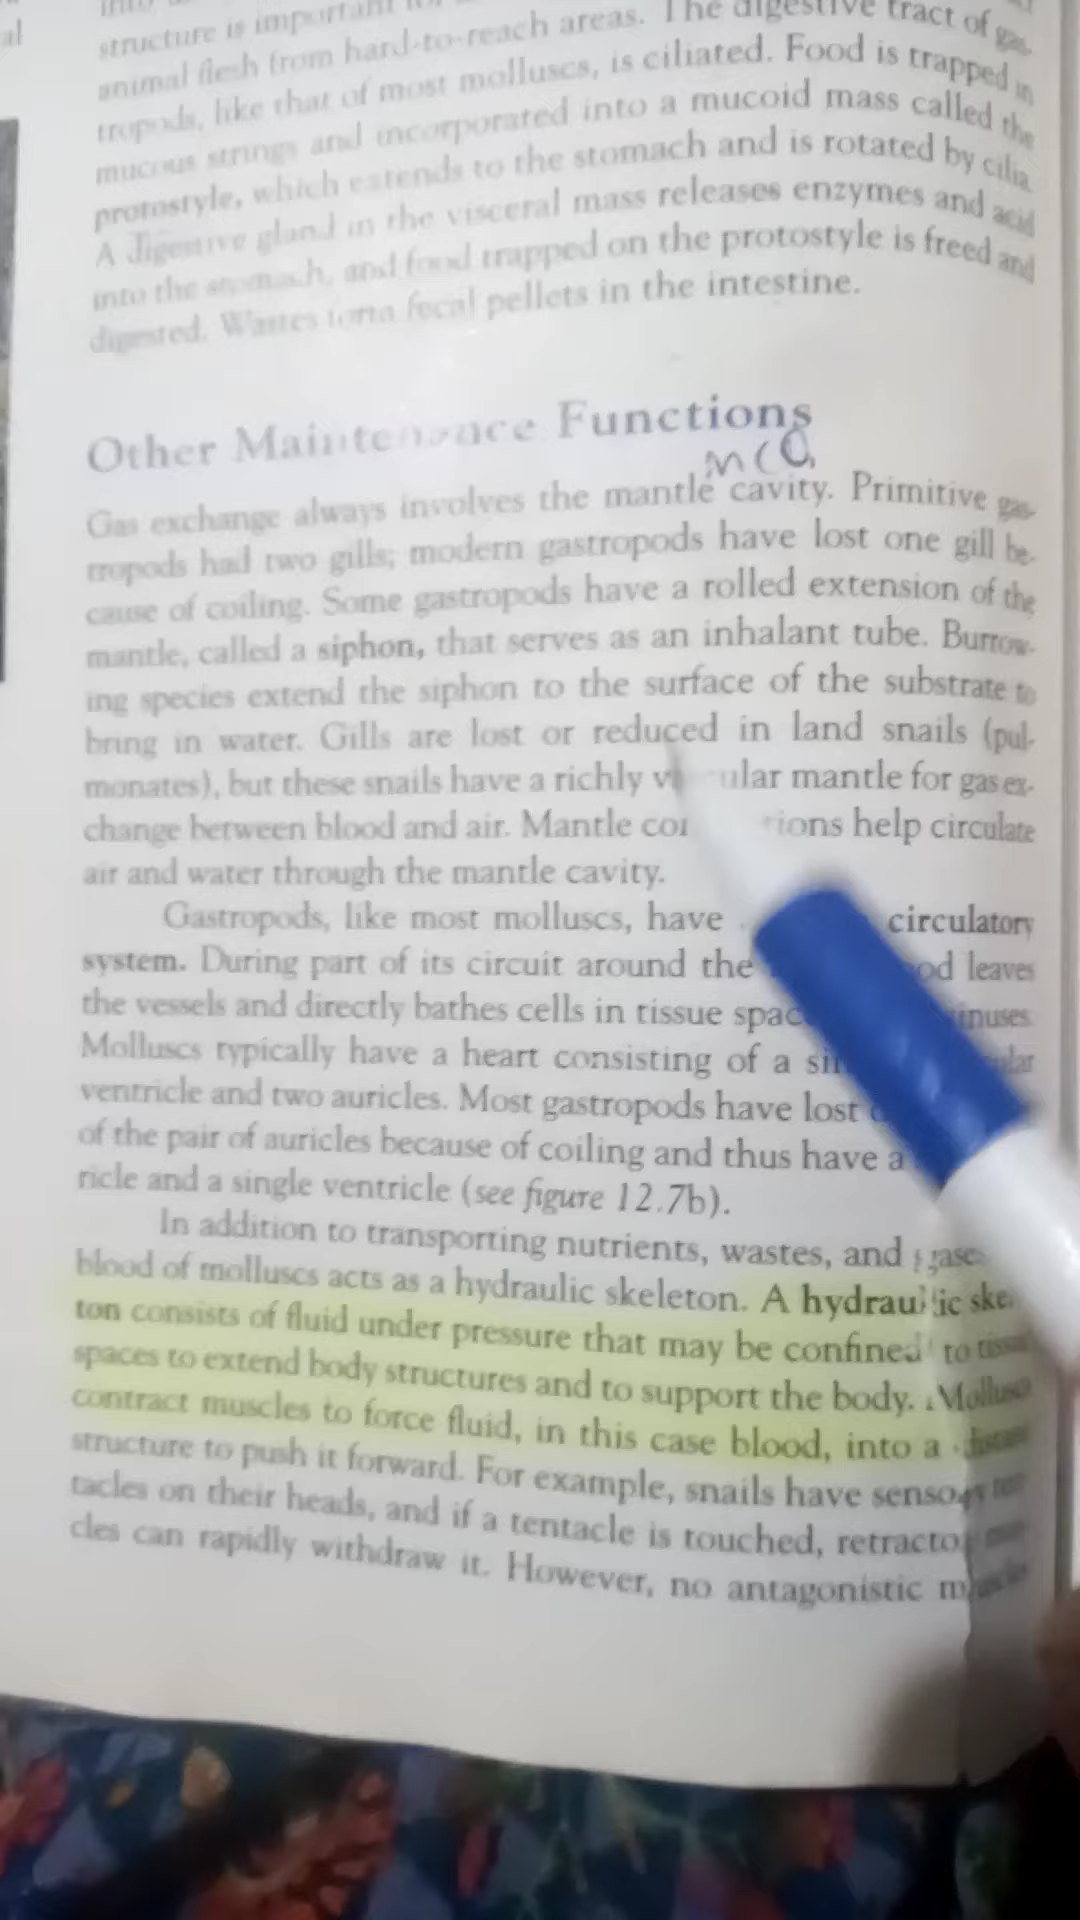 al
structure is important
animal flesh from hard-to-reach areas. The digestive tract of gas-
tropods, like that of most molluscs, is ciliated. Food is trapped in
mucous strings and incorporated into a mucoid mass called the
protostyle, which extends to the stomach and is rotated by cilia.
A digestive gland in the visceral mass releases enzymes and acid
into the stomach, and food trapped on the protostyle is freed and
digested. Wastes form fecal pellets in the intestine.
Other Maintenance Functions
MCQ
Gas exchange always involves the mantle cavity. Primitive gas-
tropods had two gills; modern gastropods have lost one gill be-
cause of coiling. Some gastropods have a rolled extension of the
mantle, called a siphon, that serves as an inhalant tube. Burrow-
ing species extend the siphon to the surface of the substrate to
bring in water. Gills are lost or reduced in land snails (pul-
monates), but these snails have a richly ular mantle for gas ex-
change between blood and air. Mantle help circulate
air and water through the mantle cavity.
Gastropods, like most molluscs, have circulatory
system. During part of its circuit around the leaves
the vessels and directly bathes cells in tissue
Molluscs typically have a heart consisting of a
ventricle and two auricles. Most gastropods have lost
of the pair of auricles because of coiling and thus have a
ricle and a single ventricle (see figure 12.7b).
In addition to transporting nutrients, wastes, and
blood of molluscs acts as a hydraulic skeleton. A hydraulic ske
ton consists of fluid under pressure that may be confined to tissue
spaces to extend body structures and to support the body. Molluscs
contract muscles to force fluid, in this case blood, into a distant
structure to push it forward. For example, snails have sensory
tacles on their heads, and if a tentacle is touched, retractor
cles can rapidly withdraw it. However, no antagonistic muscles